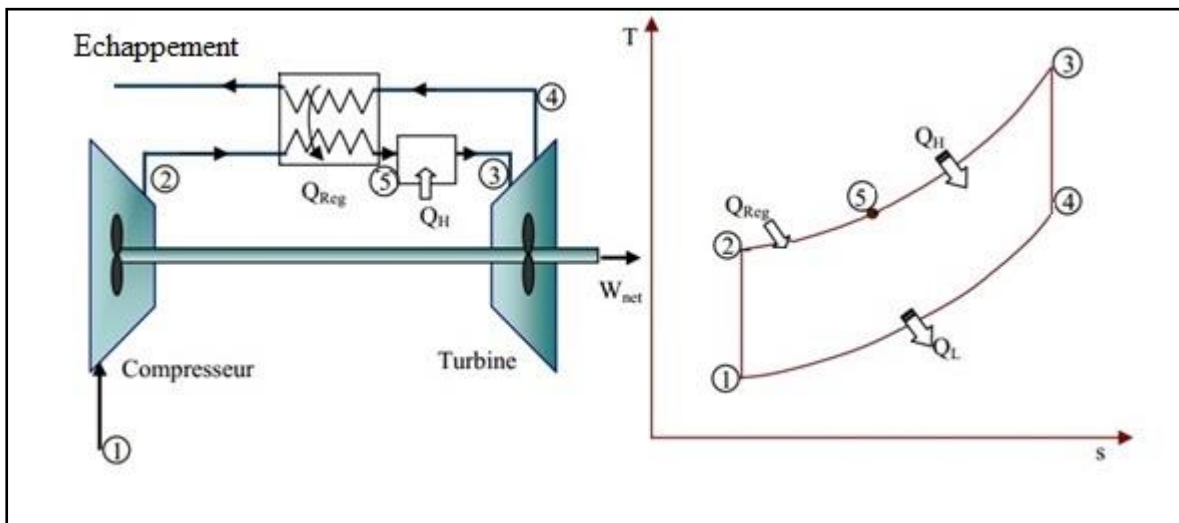 Echappement
④
②
Q_Reg
⑤
Q_H
③
W_net
Compresseur
Turbine
①
T
③
Q_H
⑤
④
Q_Reg
②
Q_L
①
s